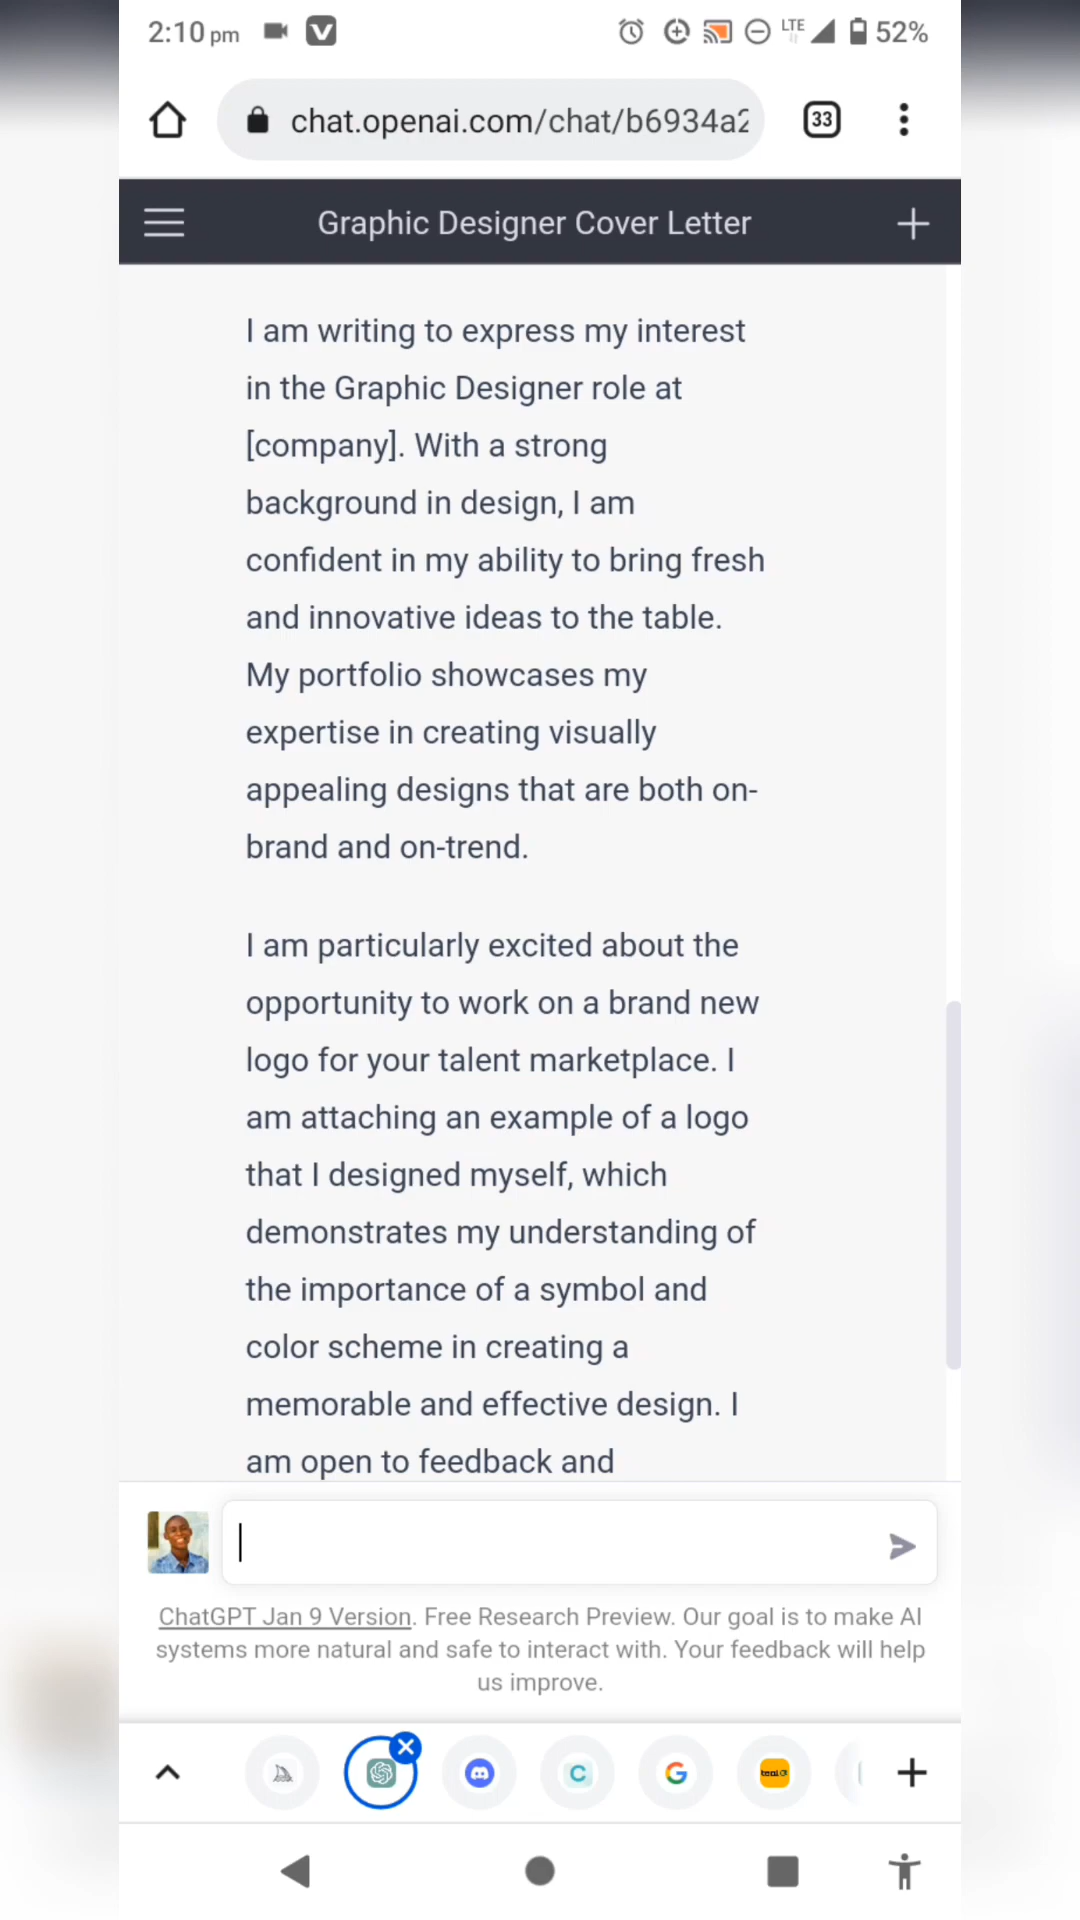 2:10 pm
LTE
52%
chat.openai.com/chat/b6934a2
33
Graphic Designer Cover Letter
I am writing to express my interest
in the Graphic Designer role at
[company]. With a strong
background in design, I am
confident in my ability to bring fresh
and innovative ideas to the table.
My portfolio showcases my
expertise in creating visually
appealing designs that are both on-
brand and on-trend.
I am particularly excited about the
opportunity to work on a brand new
logo for your talent marketplace. I
am attaching an example of a logo
that I designed myself, which
demonstrates my understanding of
the importance of a symbol and
color scheme in creating a
memorable and effective design. I
am open to feedback and
ChatGPT Jan 9 Version. Free Research Preview. Our goal is to make AI
systems more natural and safe to interact with. Your feedback will help
us improve.